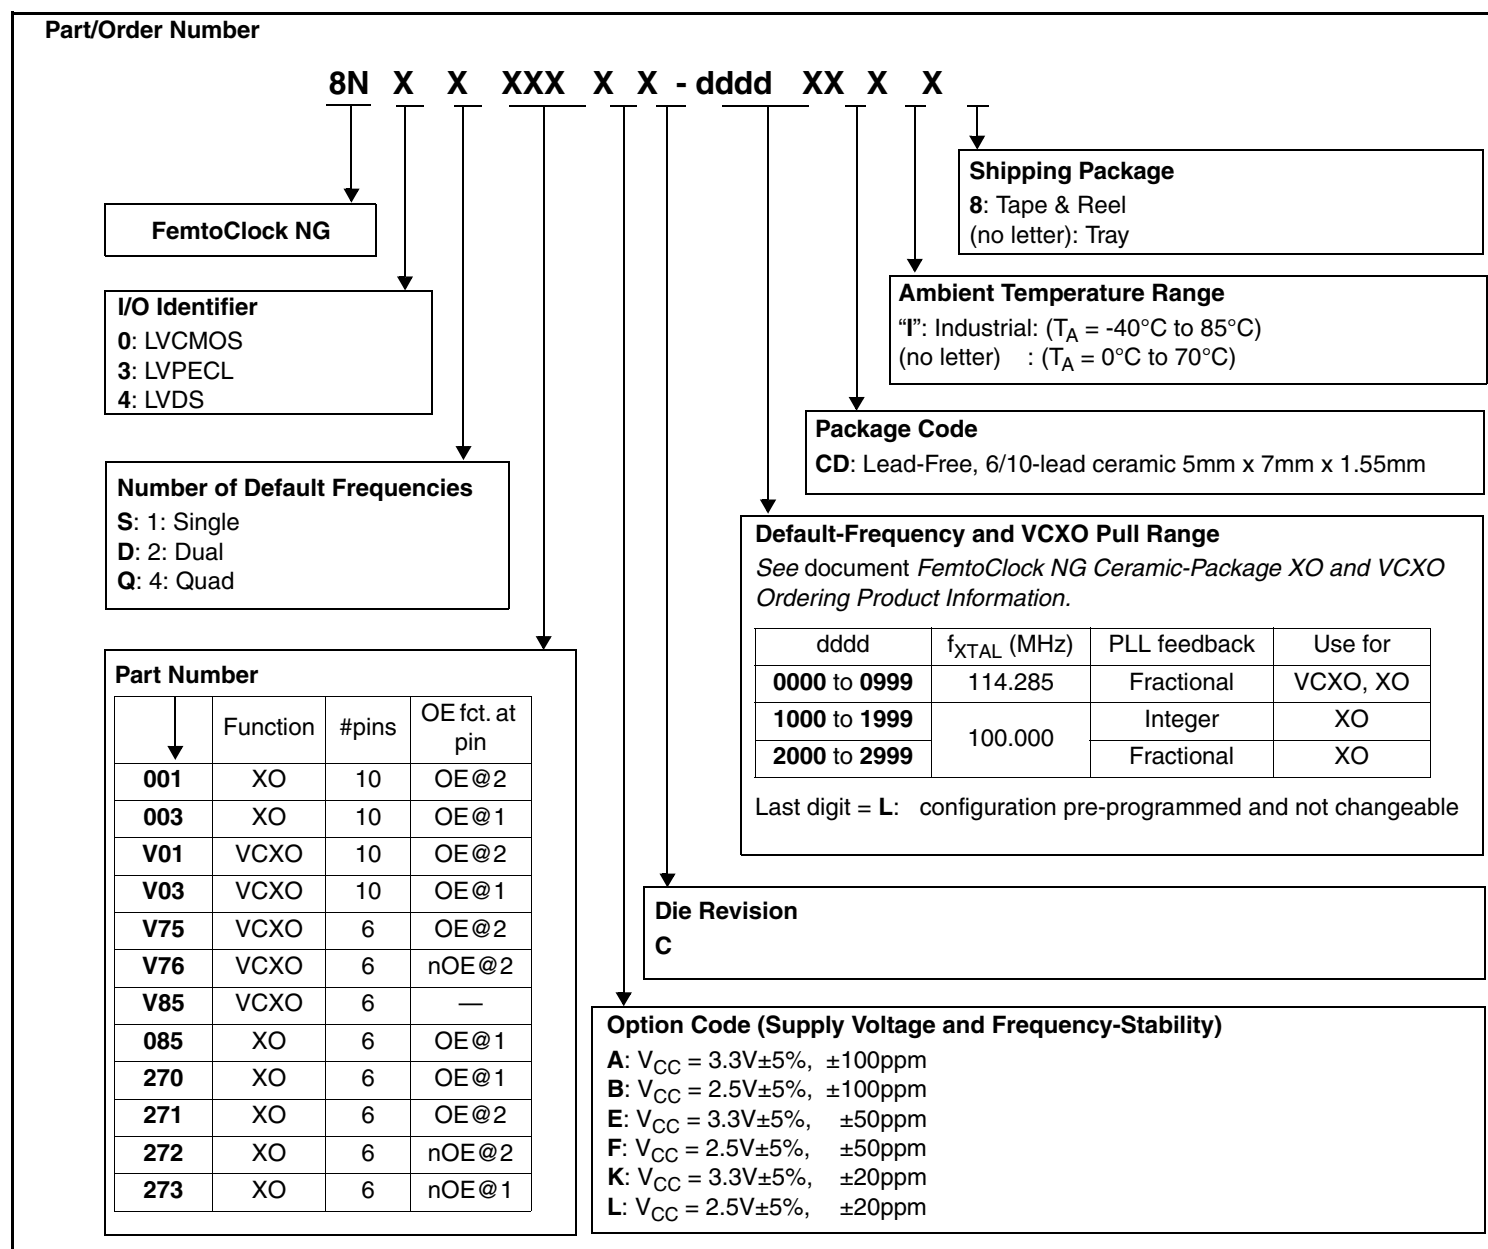 Part/Order Number
8N X X XXX X X - dddd XX X X
Shipping Package
8: Tape & Reel
(no letter): Tray
FemtoClock NG
Ambient Temperature Range
“I”: Industrial: (TA = -40°C to 85°C)
(no letter) : (TA = 0°C to 70°C)
I/O Identifier
0: LVCMOS
3: LVPECL
4: LVDS
Package Code
CD: Lead-Free, 6/10-lead ceramic 5mm x 7mm x 1.55mm
Number of Default Frequencies
S: 1: Single
D: 2: Dual
Q: 4: Quad
Default-Frequency and VCXO Pull Range
See document FemtoClock NG Ceramic-Package XO and VCXO
Ordering Product Information.
dddd fXTAL (MHz) PLL feedback Use for
0000 to 0999 114.285 Fractional VCXO, XO
1000 to 1999 100.000 Integer XO
2000 to 2999 Fractional XO
Last digit = L: configuration pre-programmed and not changeable
Part Number
Function #pins OE fct. at
pin
001 XO 10 OE@2
003 XO 10 OE@1
V01 VCXO 10 OE@2
V03 VCXO 10 OE@1
V75 VCXO 6 OE@2
V76 VCXO 6 nOE@2
V85 VCXO 6 —
085 XO 6 OE@1
270 XO 6 OE@1
271 XO 6 OE@2
272 XO 6 nOE@2
273 XO 6 nOE@1
Die Revision
C
Option Code (Supply Voltage and Frequency-Stability)
A: VCC = 3.3V±5%, ±100ppm
B: VCC = 2.5V±5%, ±100ppm
E: VCC = 3.3V±5%, ±50ppm
F: VCC = 2.5V±5%, ±50ppm
K: VCC = 3.3V±5%, ±20ppm
L: VCC = 2.5V±5%, ±20ppm